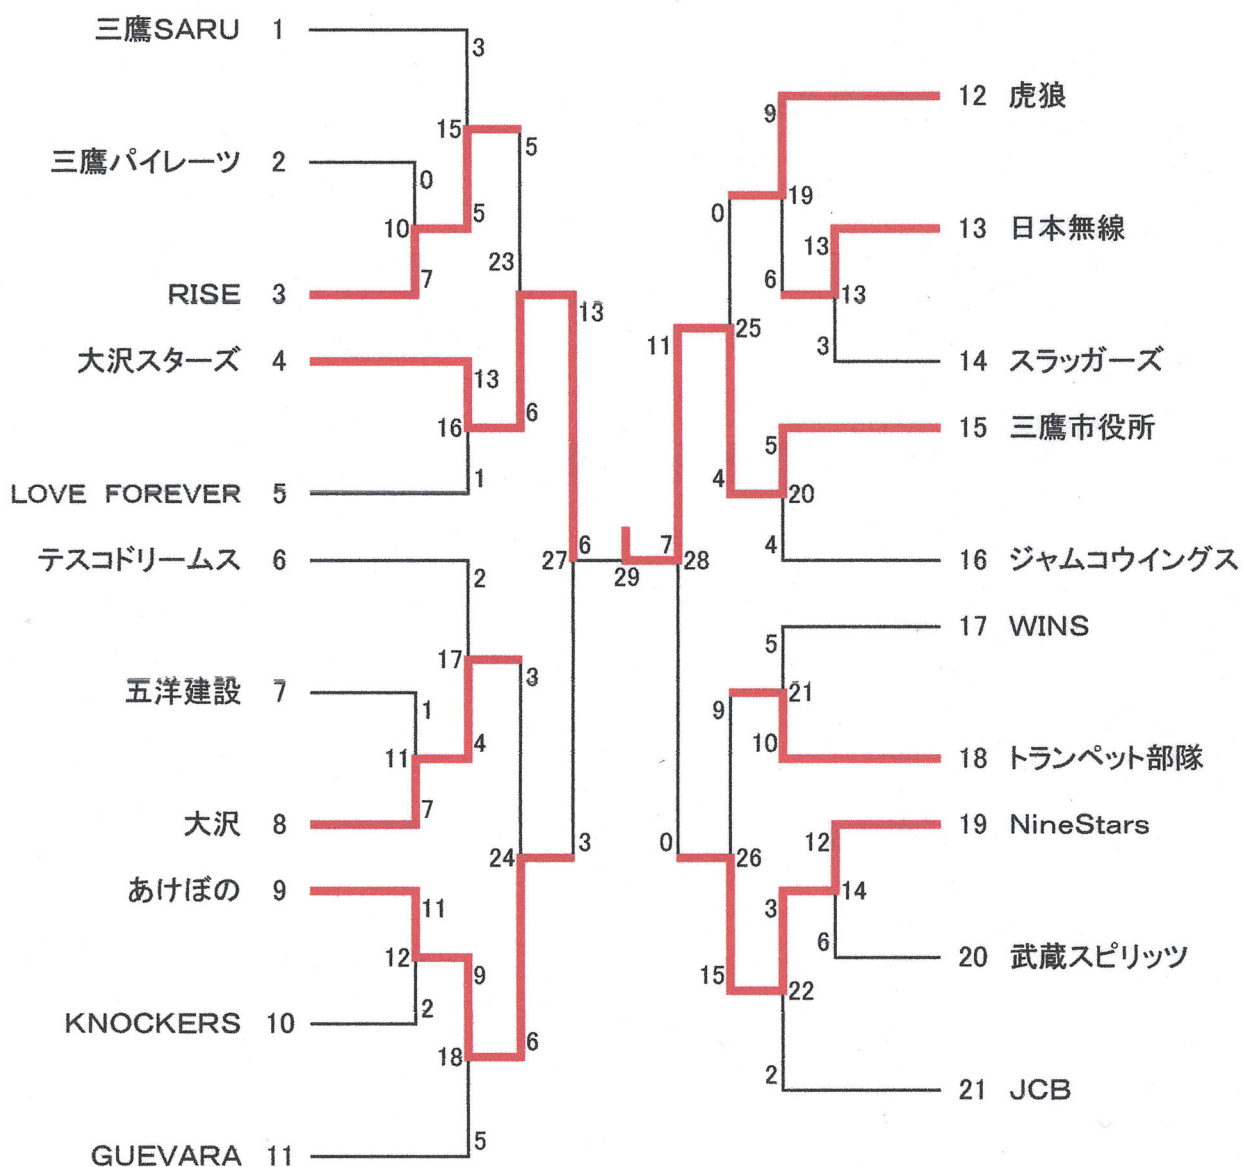 三鷹SARU 1
3
15
5
三鷹パイレーツ 2
0
10
5
7
23
RISE 3
13
大沢スターズ 4
13
6
16
1
LOVE FOREVER 5
テスコドリームス 6
2
27
6
29
7
28
17
3
五洋建設 7
1
4
11
7
大沢 8
24
3
あけぼの 9
11
12
9
2
KNOCKERS 10
6
18
5
GUEVARA 11
9
12 虎狼
0
19
13
13 日本無線
6
13
11
25
3
14 スラッガーズ
5
15 三鷹市役所
4
20
4
16 ジャムコウイングス
5
17 WINS
9
21
10
18 トランペット部隊
0
26
12
19 NineStars
3
14
6
20 武蔵スピリッツ
15
22
2
21 JCB